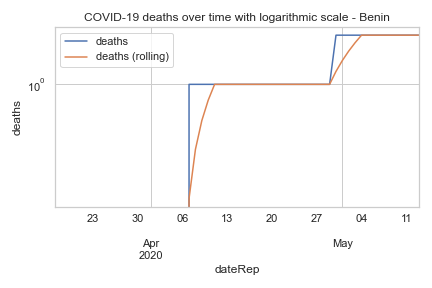 COVID-19 deaths over time with logarithmic scale - Benin
deaths
deaths (rolling)
10⁰
deaths
23 30 06 13 20 27 04 11
Apr May
2020
dateRep